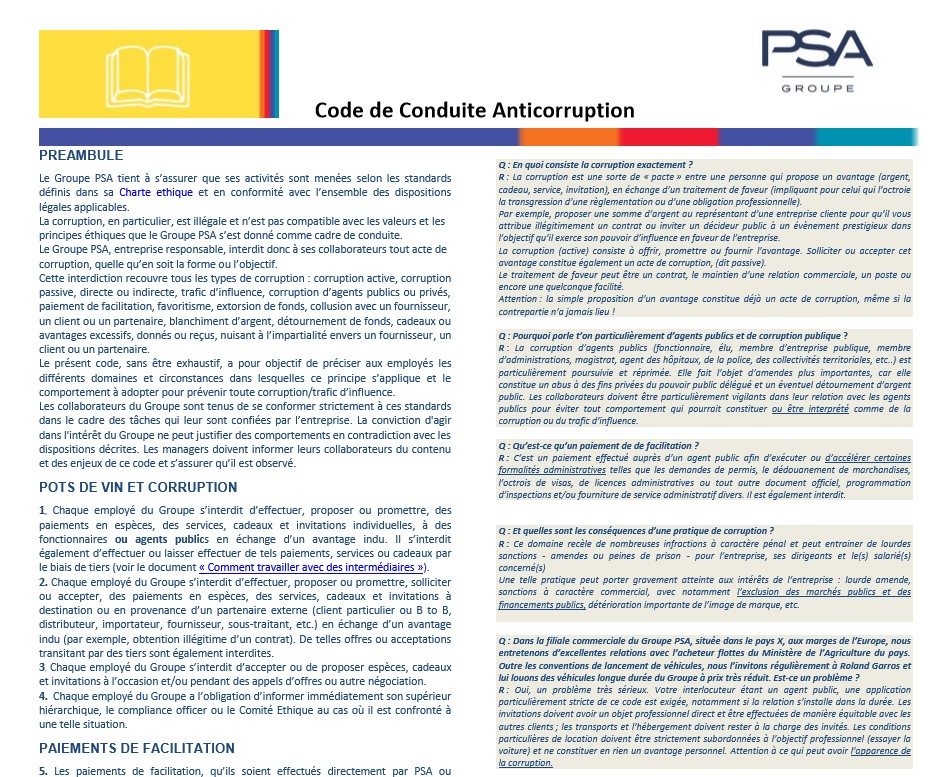 PSA
GROUPE
Code de Conduite Anticorruption
PREAMBULE
Le Groupe PSA tient à s’assurer que ses activités sont menées selon les standards
définis dans sa Charte ethique et en conformité avec l’ensemble des dispositions
légales applicables.
La corruption, en particulier, est illégale et n’est pas compatible avec les valeurs et les
principes éthiques que le Groupe PSA s’est donné comme cadre de conduite.
Le Groupe PSA, entreprise responsable, interdit donc à ses collaborateurs tout acte de
corruption, quelle qu’en soit la forme ou l’objectif.
Cette interdiction recouvre tous les types de corruption : corruption active, corruption
passive, directe ou indirecte, trafic d’influence, corruption d’agents publics ou privés,
paiement de facilitation, favoritisme, extorsion de fonds, collusion avec un fournisseur,
un client ou un partenaire, blanchiment d’argent, détournement de fonds, cadeaux ou
avantages excessifs, donnés ou reçus, nuisant à l’impartialité envers un fournisseur, un
client ou un partenaire.
Le présent code, sans être exhaustif, a pour objectif de préciser aux employés les
différents domaines et circonstances dans lesquelles ce principe s’applique et le
comportement à adopter pour prévenir toute corruption/trafic d’influence.
Les collaborateurs du Groupe sont tenus de se conformer strictement à ces standards
dans le cadre des tâches qui leur sont confiées par l’entreprise. La conviction d'agir
dans l’intérêt du Groupe ne peut justifier des comportements en contradiction avec les
dispositions décrites. Les managers doivent informer leurs collaborateurs du contenu
et des enjeux de ce code et s’assurer qu’il est observé.
POTS DE VIN ET CORRUPTION
1. Chaque employé du Groupe s’interdit d’effectuer, proposer ou promettre, des
paiements en espèces, des services, cadeaux et invitations individuelles, à des
fonctionnaires ou agents publics en échange d’un avantage indu. Il s’interdit
également d’effectuer ou laisser effectuer de tels paiements, services ou cadeaux par
le biais de tiers (voir le document « Comment travailler avec des intermédiaires »).
2. Chaque employé du Groupe s’interdit d’effectuer, proposer ou promettre, solliciter
ou accepter, des paiements en espèces, des services, cadeaux et invitations à
destination ou en provenance d’un partenaire externe (client particulier ou B to B,
distributeur, importateur, fournisseur, sous-traitant, etc.) en échange d’un avantage
indu (par exemple, obtention illégitime d’un contrat). De telles offres ou acceptations
transitant par des tiers sont également interdites.
3. Chaque employé du Groupe s’interdit d’accepter ou de proposer espèces, cadeaux
et invitations à l’occasion et/ou pendant des appels d’offres ou autre négociation.
4. Chaque employé du Groupe a l’obligation d’informer immédiatement son supérieur
hiérarchique, le compliance officer ou le Comité Ethique au cas où il est confronté à
une telle situation.
PAIEMENTS DE FACILITATION
5. Les paiements de facilitation, qu’ils soient effectués directement par PSA ou
Q : En quoi consiste la corruption exactement ?
R : La corruption est une sorte de « pacte » entre une personne qui propose un avantage (argent,
cadeau, service, invitation), en échange d’un traitement de faveur (impliquant pour celui qui l’octroie
la transgression d’une règlementation ou d’une obligation professionnelle).
Par exemple, proposer une somme d’argent au représentant d’une entreprise cliente pour qu’il vous
attribue illégitimement un contrat ou inviter un décideur public à un évènement prestigieux dans
l’objectif qu’il exerce son pouvoir d’influence en faveur de l’entreprise.
La corruption (active) consiste à offrir, promettre ou fournir l’avantage. Solliciter ou accepter cet
avantage constitue également un acte de corruption, (dit passive).
Le traitement de faveur peut être un contrat, le maintien d’une relation commerciale, un poste ou
encore une quelconque facilité.
Attention : la simple proposition d’un avantage constitue déjà un acte de corruption, même si la
contrepartie n’a jamais lieu !
Q : Pourquoi parle t’on particulièrement d’agents publics et de corruption publique ?
R : La corruption d’agents publics (fonctionnaire, élu, membre d’entreprise publique, membre
d’administrations, magistrat, agent des hôpitaux, de la police, des collectivités territoriales, etc..) est
particulièrement poursuivie et réprimée. Elle fait l’objet d’amendes plus importantes, car elle
constitue un abus à des fins privées du pouvoir public délégué et un éventuel détournement d’argent
public. Les collaborateurs doivent être particulièrement vigilants dans leur relation avec les agents
publics pour éviter tout comportement qui pourrait constituer ou être interprété comme de la
corruption ou du trafic d’influence.
Q : Qu’est-ce qu’un paiement de de facilitation ?
R : C’est un paiement effectué auprès d’un agent public afin d’exécuter ou d’accélérer certaines
formalités administratives telles que les demandes de permis, le dédouanement de marchandises,
l’octrois de visas, de licences administratives ou tout autre document officiel, programmation
d’inspections et/ou fourniture de service administratif divers. Il est également interdit.
Q : Et quelles sont les conséquences d’une pratique de corruption ?
R : Ce domaine recèle de nombreuses infractions à caractère pénal et peut entrainer de lourdes
sanctions - amendes ou peines de prison - pour l’entreprise, ses dirigeants et le(s) salarié(s)
concerné(s)
Une telle pratique peut porter gravement atteinte aux intérêts de l’entreprise : lourde amende,
sanctions à caractère commercial, avec notamment l’exclusion des marchés publics et des
financements publics, détérioration importante de l’image de marque, etc.
Q : Dans la filiale commerciale du Groupe PSA, située dans le pays X, aux marges de l’Europe, nous
entretenons d’excellentes relations avec l’acheteur flottes du Ministère de l’Agriculture du pays.
Outre les conventions de lancement de véhicules, nous l’invitons régulièrement à Roland Garros et
lui louons des véhicules longue durée du Groupe à prix très réduit. Est-ce un problème ?
R : Oui, un problème très sérieux. Votre interlocuteur étant un agent public, une application
particulièrement stricte de ce code est exigée, notamment si la relation s’installe dans la durée. Les
invitations doivent avoir un objet professionnel direct et être effectuées de manière équitable avec les
autres clients ; les transports et l’hébergement doivent rester à la charge des invités. Les conditions
particulières de location doivent être strictement subordonnées à l’objectif professionnel (essayer la
voiture) et ne constituer en rien un avantage personnel. Attention à ce qui peut avoir l’apparence de
la corruption.